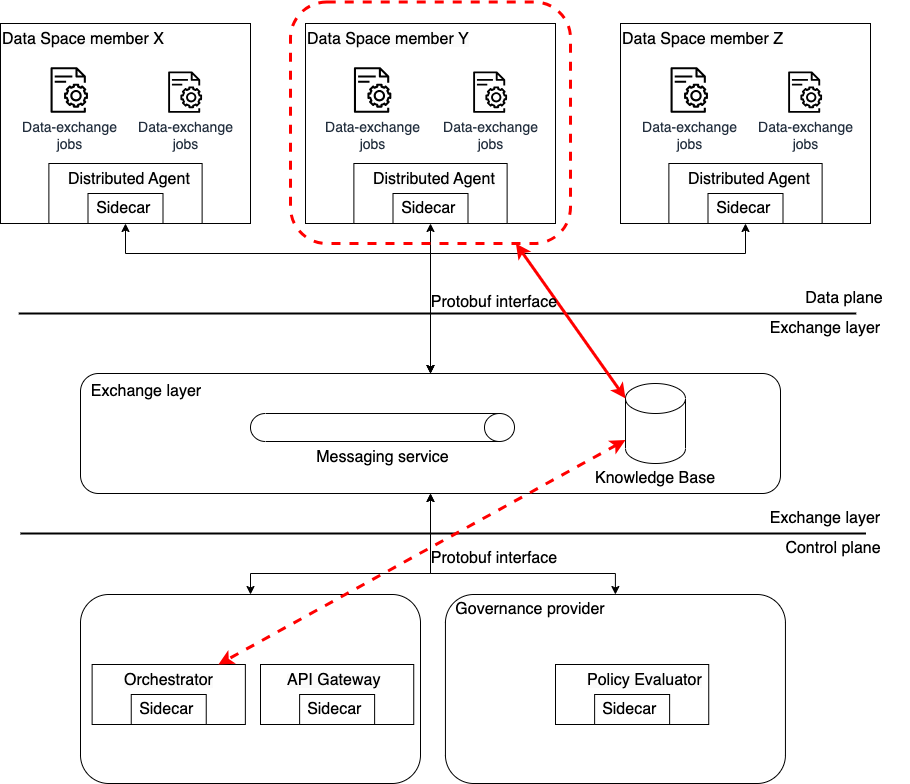 Data Space member X
Data Space member Y
Data Space member Z
Data-exchange
jobs
Data-exchange
jobs
Data-exchange
jobs
Data-exchange
jobs
Data-exchange
jobs
Data-exchange
jobs
Distributed Agent
Sidecar
Distributed Agent
Sidecar
Distributed Agent
Sidecar
Protobuf interface
Data plane
Exchange layer
Exchange layer
Messaging service
Knowledge Base
Exchange layer
Control plane
Protobuf interface
Governance provider
Orchestrator
Sidecar
API Gateway
Sidecar
Policy Evaluator
Sidecar